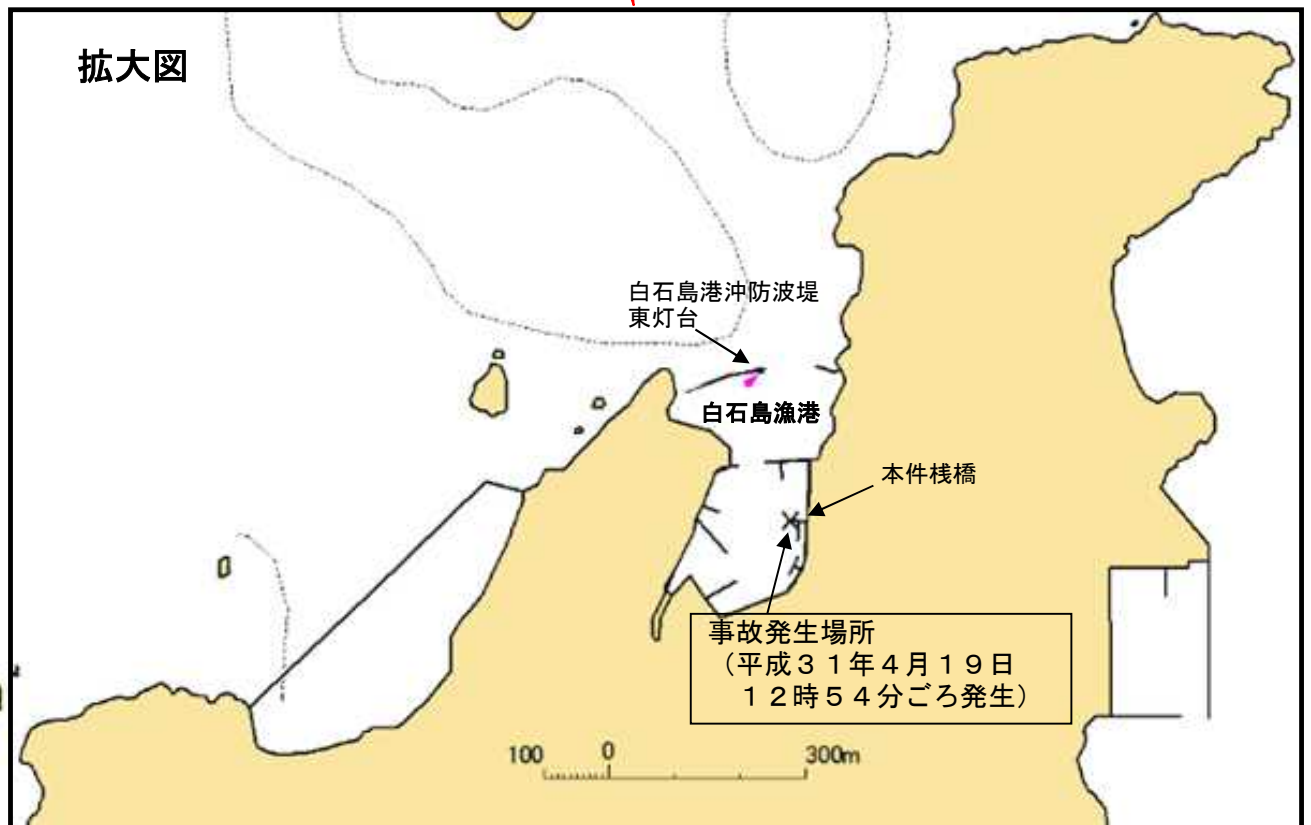 拡大図
白石島港沖防波堤
東灯台
白石島漁港
本件桟橋
事故発生場所
（平成３１年４月１９日
１２時５４分ごろ発生）
100 0 300m